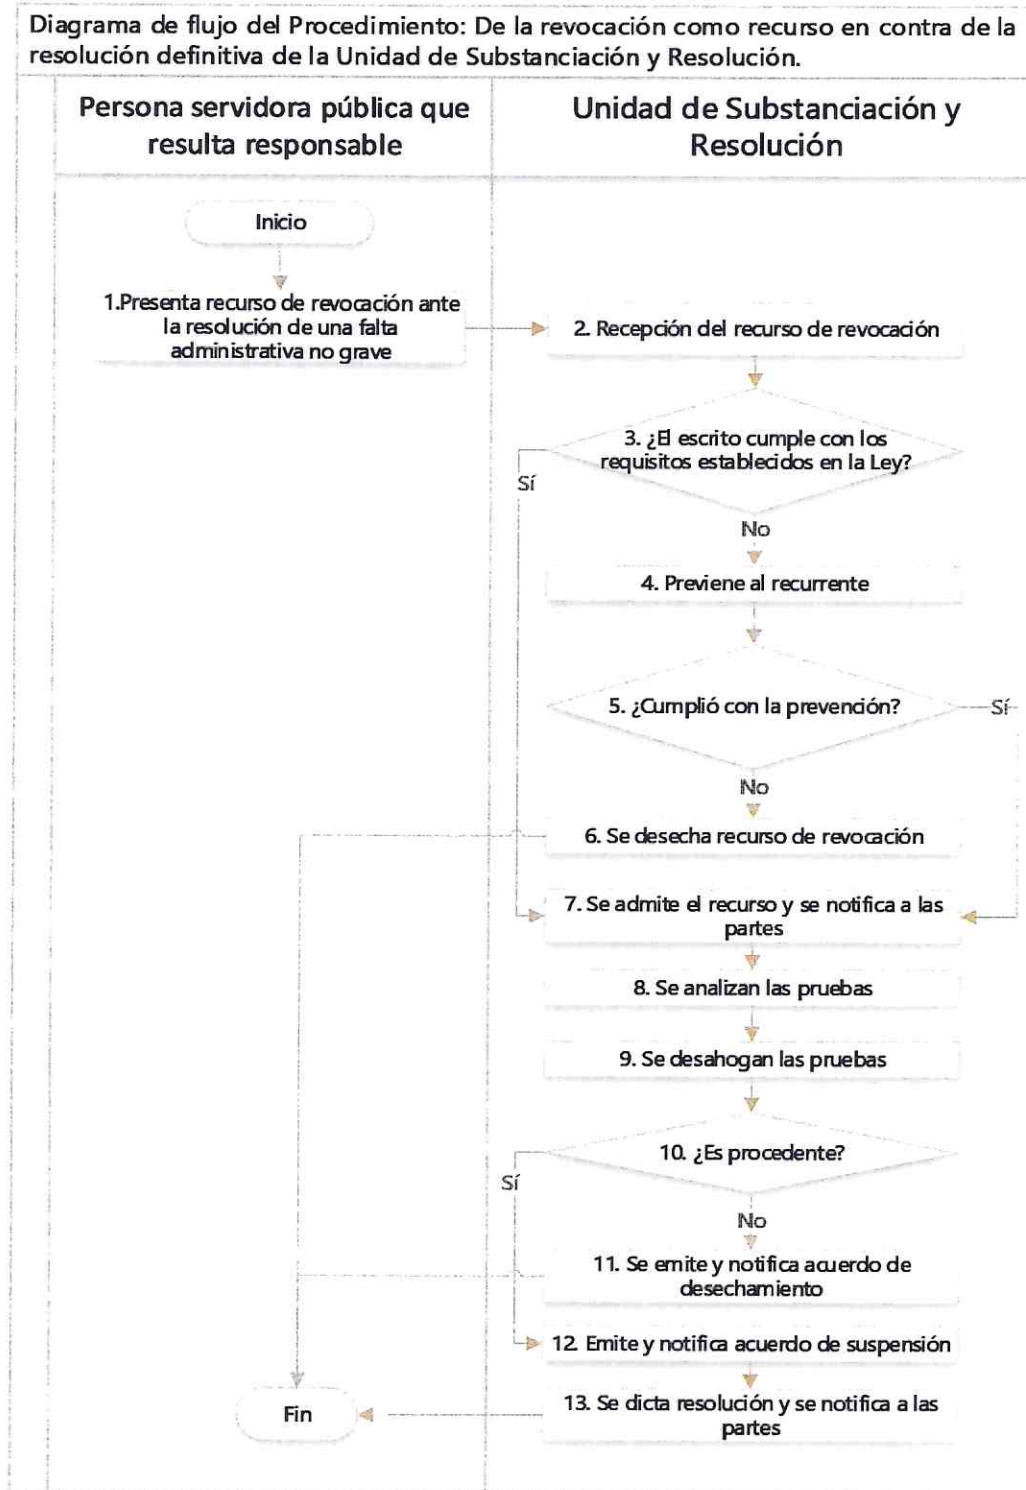 Diagrama de flujo del Procedimiento: De la revocación como recurso en contra de la
resolución definitiva de la Unidad de Substanciación y Resolución.
Persona servidora pública que
resulta responsable
Unidad de Substanciación y
Resolución
Inicio
1.Presenta recurso de revocación ante
la resolución de una falta
administrativa no grave
2. Recepción del recurso de revocación
3. ¿El escrito cumple con los
requisitos establecidos en la Ley?
Sí
No
4. Previene al recurrente
5. ¿Cumplió con la prevención?
Sí
No
6. Se desecha recurso de revocación
7. Se admite el recurso y se notifica a las
partes
8. Se analizan las pruebas
9. Se desahogan las pruebas
10. ¿Es procedente?
Sí
No
11. Se emite y notifica acuerdo de
desechamiento
12. Emite y notifica acuerdo de suspensión
13. Se dicta resolución y se notifica a las
partes
Fin